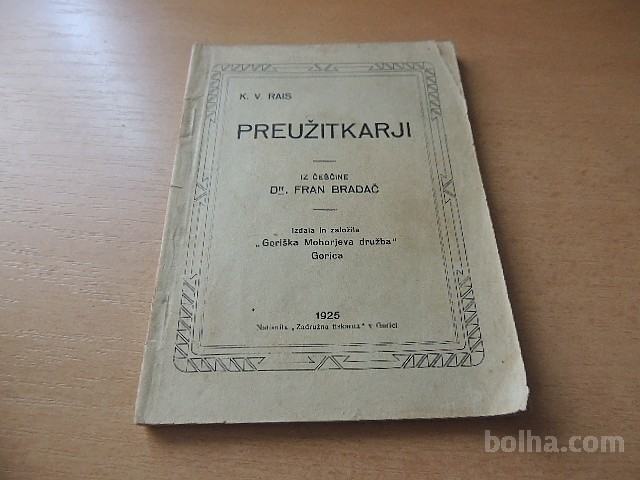 K. V. RAIS
PREUŽITKARJI
IZ ČEŠČINE
DR. FRAN BRADAČ
Izdala in založila
„Goriška Mohorjeva družba"
Gorica
1925
Natisnila „Zadružna tiskarna" v Gorici
bolha.com